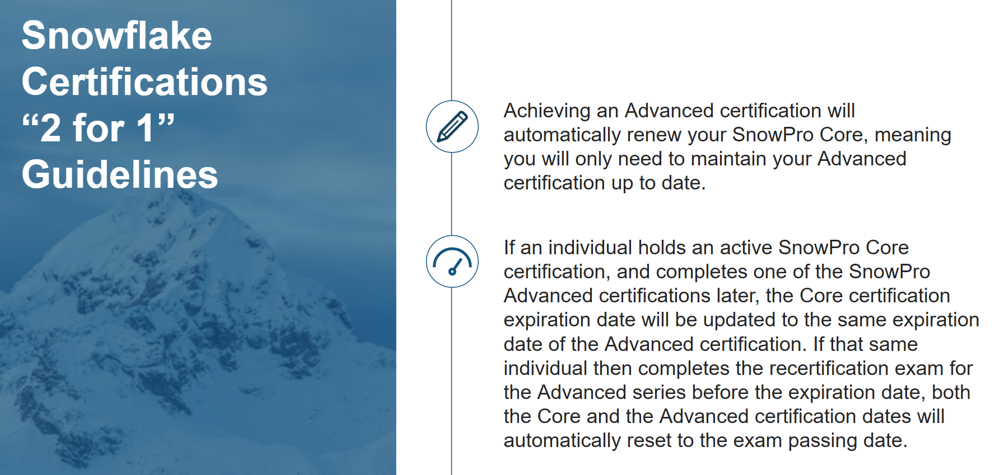 Snowflake
Certifications
“2 for 1”
Guidelines
Achieving an Advanced certification will
automatically renew your SnowPro Core, meaning
you will only need to maintain your Advanced
certification up to date.
If an individual holds an active SnowPro Core
certification, and completes one of the SnowPro
Advanced certifications later, the Core certification
expiration date will be updated to the same expiration
date of the Advanced certification. If that same
individual then completes the recertification exam for
the Advanced series before the expiration date, both
the Core and the Advanced certification dates will
automatically reset to the exam passing date.